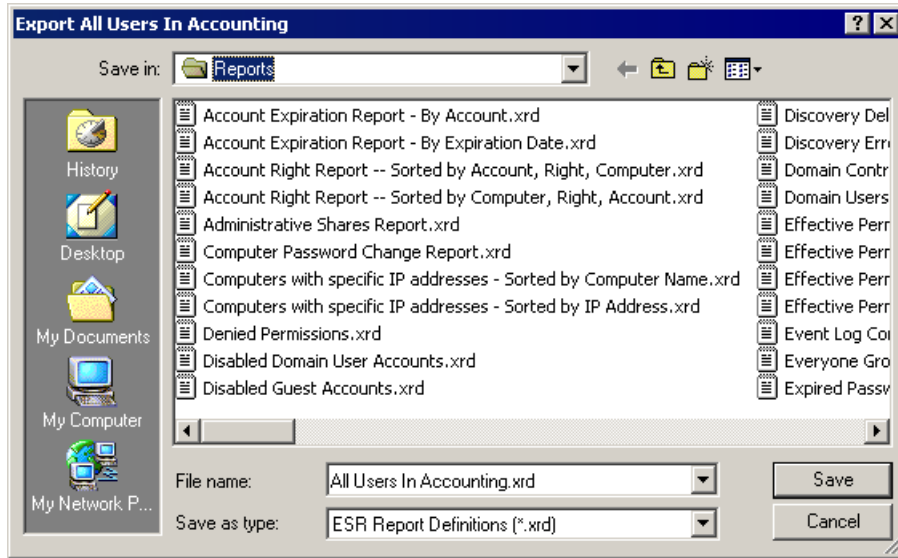 Export All Users In Accounting
Save in:
Reports
History
Desktop
My Documents
My Computer
My Network P...
Account Expiration Report - By Account.xrd
Account Expiration Report - By Expiration Date.xrd
Account Right Report -- Sorted by Account, Right, Computer.xrd
Account Right Report -- Sorted by Computer, Right, Account.xrd
Administrative Shares Report.xrd
Computer Password Change Report.xrd
Computers with specific IP addresses - Sorted by Computer Name.xrd
Computers with specific IP addresses - Sorted by IP Address.xrd
Denied Permissions.xrd
Disabled Domain User Accounts.xrd
Disabled Guest Accounts.xrd
Discovery Del
Discovery Erro
Domain Contr
Domain Users
Effective Perr
Effective Perr
Effective Perr
Effective Perr
Event Log Cor
Everyone Gro
Expired Passw
File name:
All Users In Accounting.xrd
Save
Save as type:
ESR Report Definitions (*.xrd)
Cancel